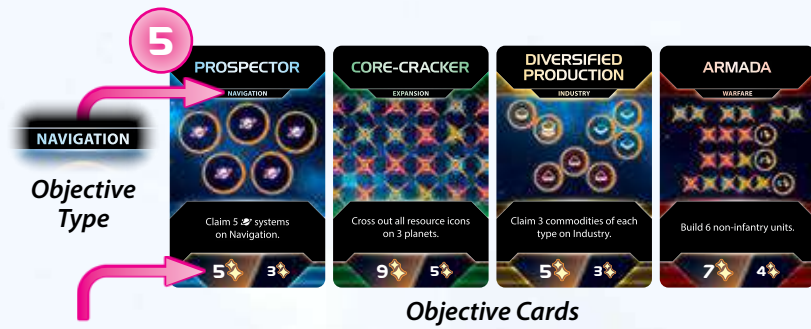 5
PROSPECTOR
NAVIGATION
Claim 5 systems
on Navigation.
5 3
CORE-CRACKER
EXPANSION
Cross out all resource icons
on 3 planets.
9 5
DIVERSIFIED
PRODUCTION
INDUSTRY
Claim 3 commodities of each
type on Industry.
5 3
ARMADA
WARFARE
Build 6 non-infantry units.
7 4
NAVIGATION
Objective
Type
Objective Cards